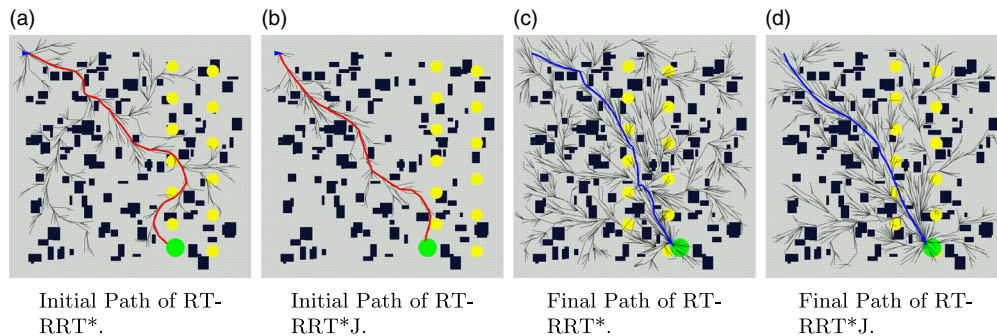 (a)
(b)
(c)
(d)
Initial Path of RT-
RRT*.
Initial Path of RT-
RRT*J.
Final Path of RT-
RRT*.
Final Path of RT-
RRT*J.